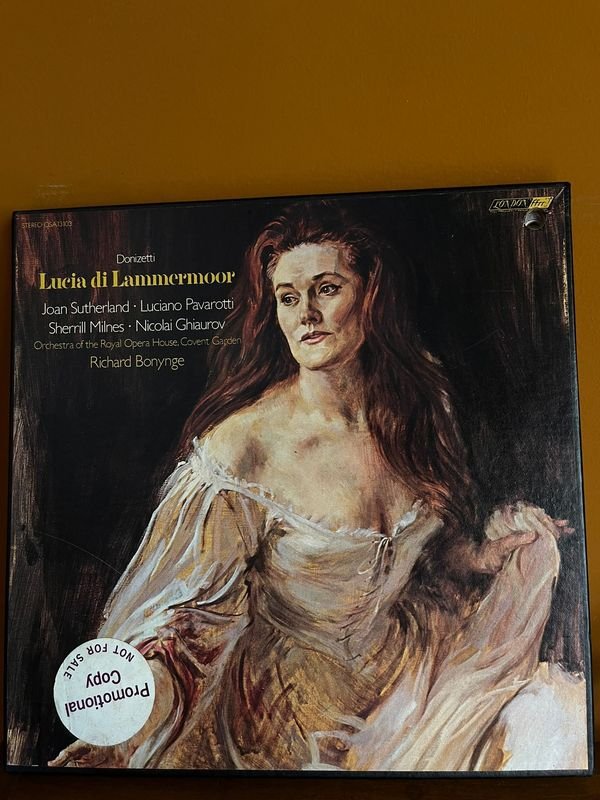 STEREO OSA 13103
LONDON ffrr
Donizetti
Lucia di Lammermoor
Joan Sutherland · Luciano Pavarotti
Sherrill Milnes · Nicolai Ghiaurov
Orchestra of the Royal Opera House, Covent Garden
Richard Bonynge
Promotional
Copy
NOT FOR SALE